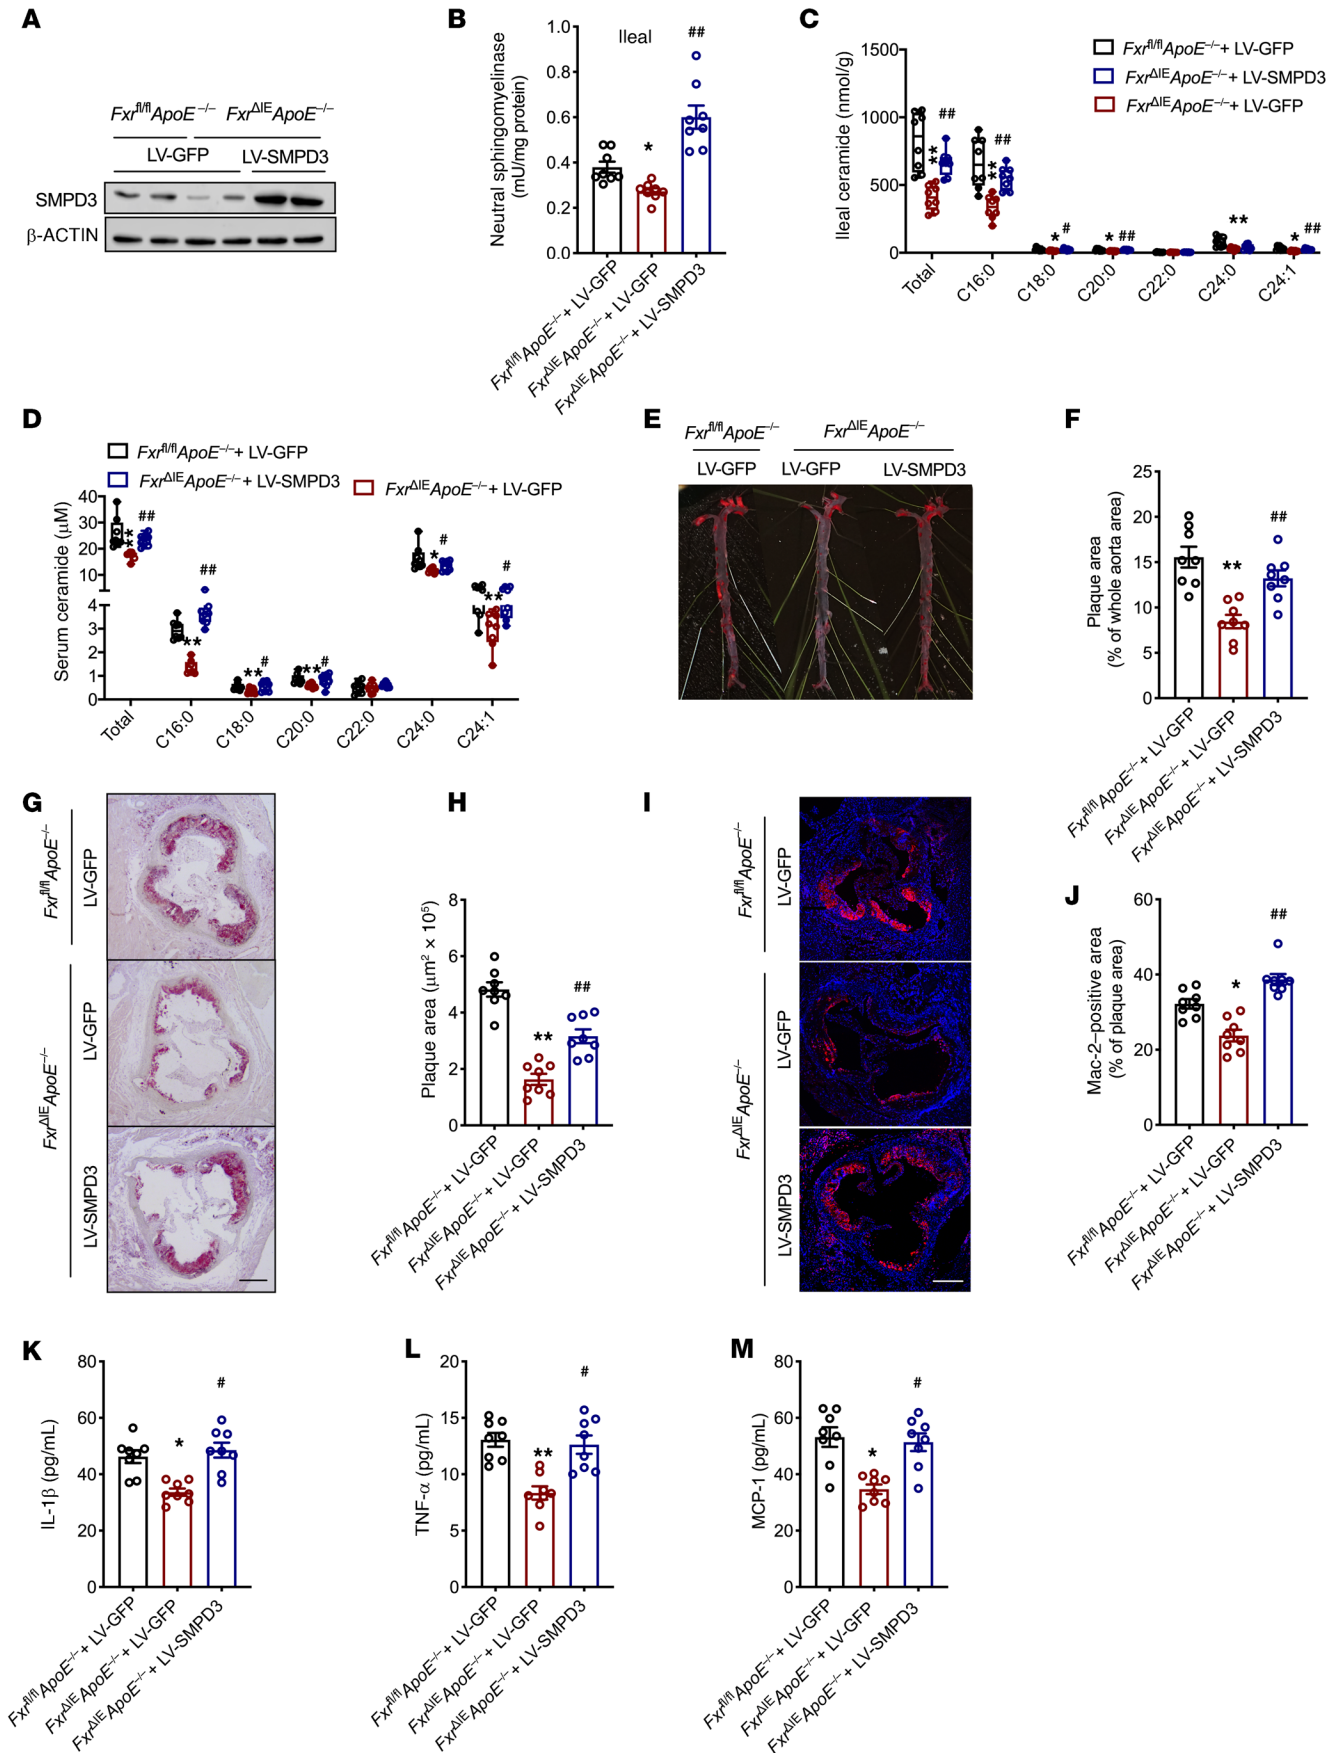 A
Fxrfl/flApoE–/– FxrΔIEApoE–/–
LV-GFP LV-SMPD3
SMPD3
β-ACTIN
B
Ileal
Neutral sphingomyelinase
(mU/mg protein)
1.0
0.8
0.6
0.4
0.2
0.0
*
##
Fxrfl/flApoE–/–+ LV-GFP
FxrΔIEApoE–/–+ LV-GFP
FxrΔIEApoE–/–+ LV-SMPD3
C
Ileal ceramide (nmol/g)
1500
1000
500
0
Fxrfl/flApoE–/–+ LV-GFP
FxrΔIEApoE–/–+ LV-SMPD3
FxrΔIEApoE–/–+ LV-GFP
** ## ** ## * # * ## ** * ##
Total C16:0 C18:0 C20:0 C22:0 C24:0 C24:1
D
Fxrfl/flApoE–/–+ LV-GFP
FxrΔIEApoE–/–+ LV-SMPD3 FxrΔIEApoE–/–+ LV-GFP
Serum ceramide (μM)
40
30
20
10
4
3
2
1
0
** ## ** ## ** # ** # * # ** #
Total C16:0 C18:0 C20:0 C22:0 C24:0 C24:1
E
Fxrfl/flApoE–/– FxrΔIEApoE–/–
LV-GFP LV-GFP LV-SMPD3
F
Plaque area
(% of whole aorta area)
25
20
15
10
5
0
**
##
Fxrfl/flApoE–/–+ LV-GFP
FxrΔIEApoE–/–+ LV-GFP
FxrΔIEApoE–/–+ LV-SMPD3
G
Fxrfl/flApoE–/–
LV-GFP
FxrΔIEApoE–/–
LV-GFP
LV-SMPD3
H
Plaque area (μm² × 10⁵)
8
6
4
2
0
**
##
Fxrfl/flApoE–/–+ LV-GFP
FxrΔIEApoE–/–+ LV-GFP
FxrΔIEApoE–/–+ LV-SMPD3
I
Fxrfl/flApoE–/–
LV-GFP
FxrΔIEApoE–/–
LV-GFP
LV-SMPD3
J
Mac-2–positive area
(% of plaque area)
60
40
20
0
*
##
Fxrfl/flApoE–/–+ LV-GFP
FxrΔIEApoE–/–+ LV-GFP
FxrΔIEApoE–/–+ LV-SMPD3
K
IL-1β (pg/mL)
80
60
40
20
0
*
#
Fxrfl/flApoE–/–+ LV-GFP
FxrΔIEApoE–/–+ LV-GFP
FxrΔIEApoE–/–+ LV-SMPD3
L
TNF-α (pg/mL)
20
15
10
5
0
**
#
Fxrfl/flApoE–/–+ LV-GFP
FxrΔIEApoE–/–+ LV-GFP
FxrΔIEApoE–/–+ LV-SMPD3
M
MCP-1 (pg/mL)
80
60
40
20
0
*
#
Fxrfl/flApoE–/–+ LV-GFP
FxrΔIEApoE–/–+ LV-GFP
FxrΔIEApoE–/–+ LV-SMPD3